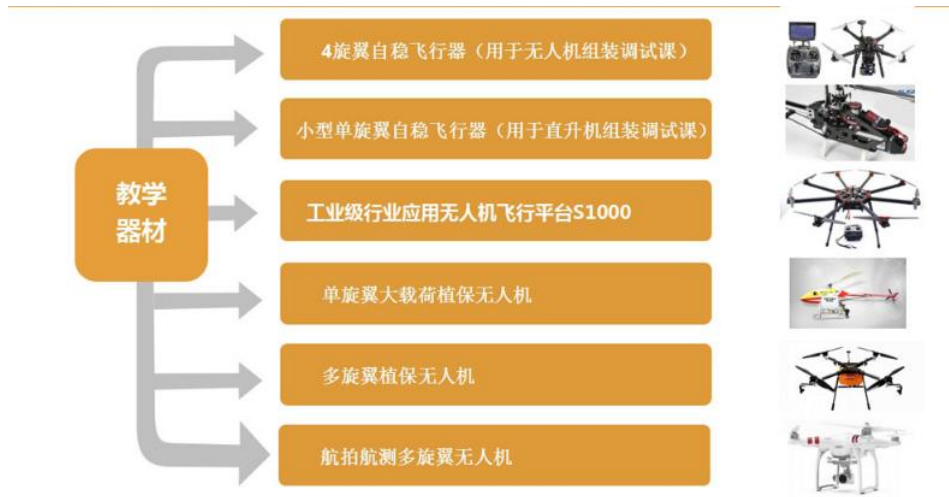 教学
器材
4旋翼自稳飞行器（用于无人机组装调试课）
小型单旋翼自稳飞行器（用于直升机组装调试课）
工业级行业应用无人机飞行平台S1000
单旋翼大载荷植保无人机
多旋翼植保无人机
航拍航测多旋翼无人机